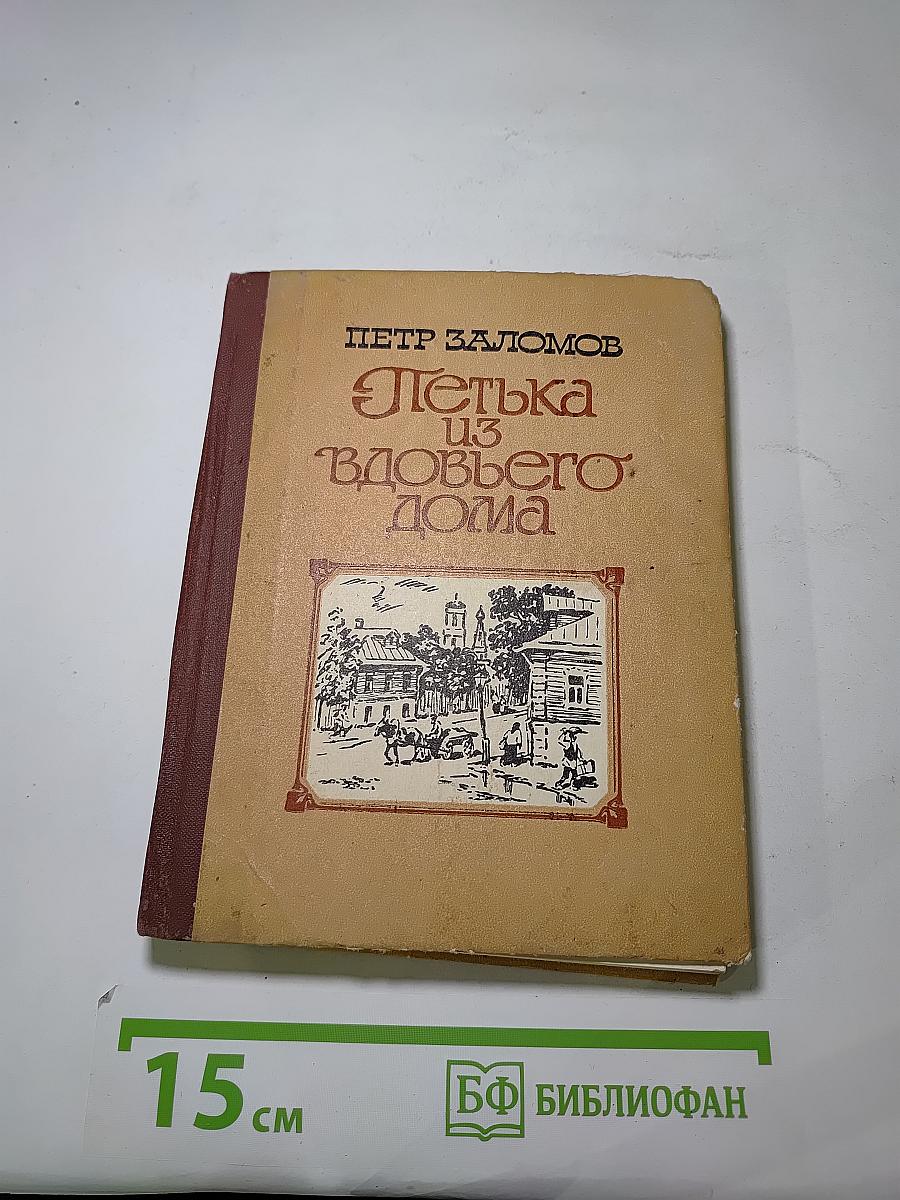 ПЕТР ЗАЛОМОВ
Петька
из
вдовьего
дома
15 см
БФ БИБЛИОФАН